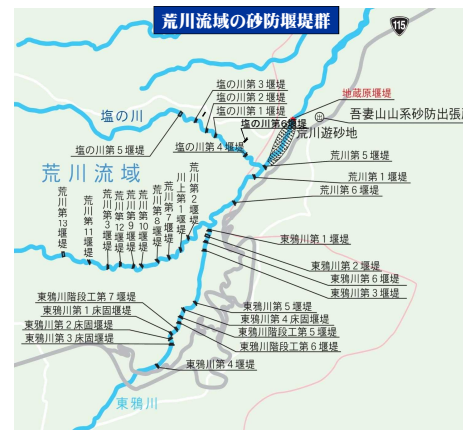 荒川流域の砂防堰堤群
115
塩の川第３堰堤
塩の川第２堰堤
塩の川第１堰堤
塩の川
塩の川第６堰堤
地蔵原堰堤
吾妻山山系砂防出張所
荒川遊砂地
塩の川第５堰堤
塩の川第４堰堤
荒川第５堰堤
荒川流域
荒川第１堰堤
荒川第６堰堤
荒川第13堰堤
荒川第11堰堤
荒川第３堰堤
荒川第12堰堤
荒川第９堰堤
荒川第10堰堤
荒川第８堰堤
荒川第７堰堤
川上第１堰堤
荒川第２堰堤
東鴉川第１堰堤
東鴉川第２堰堤
東鴉川第６堰堤
東鴉川第３堰堤
東鴉川階段工第７堰堤
東鴉川第１床固堰堤
東鴉川第２床固堰堤
東鴉川第３床固堰堤
東鴉川第５堰堤
東鴉川第４床固堰堤
東鴉川階段工第５堰堤
東鴉川階段工第６堰堤
東鴉川第４堰堤
東鴉川